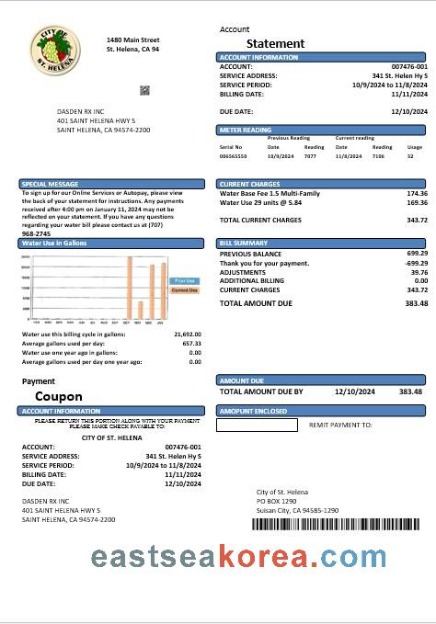 CITY OF
ST. HELENA
1480 Main Street
St. Helena, CA 94
Account
Statement
ACCOUNT INFORMATION
ACCOUNT: 007476-001
SERVICE ADDRESS: 341 St. Helen Hy S
SERVICE PERIOD: 10/9/2024 to 11/8/2024
BILLING DATE: 11/11/2024
DUE DATE: 12/10/2024
DASDEN RX INC
401 SAINT HELENA HWY S
SAINT HELENA, CA 94574-2200
METER READING
Previous Reading Current reading
Serial No Date Reading Date Reading Usage
10/9/2024 7077 11/8/2024 7106
SPECIAL MESSAGE
To sign up for our Online Services or Autopay, please view
the back of your statement for instructions. Any payments
received after 4:00 pm on January 11, 2024 may not be
reflected on your statement. If you have any questions
regarding your water bill please contact us at (707)
968-2745
CURRENT CHARGES
Water Base Fee 1.5 Multi-Family 174.36
Water Use 29 units @ 5.84 169.36
TOTAL CURRENT CHARGES 343.72
Water Use In Gallons
Prior Use
Current Use
Water use this billing cycle in gallons: 21,692.00
Average gallons used per day: 657.33
Water use one year ago in gallons: 0.00
Average gallons used per day one year ago: 0.00
BILL SUMMARY
PREVIOUS BALANCE 699.29
Thank you for your payment. -699.29
ADJUSTMENTS 39.76
ADDITIONAL BILLING 0.00
CURRENT CHARGES 343.72
TOTAL AMOUNT DUE 383.48
Payment
Coupon
AMOUNT DUE
TOTAL AMOUNT DUE BY 12/10/2024 383.48
ACCOUNT INFORMATION
PLEASE RETURN THIS PORTION ALONG WITH YOUR PAYMENT
PLEASE MAKE CHECK PAYABLE TO:
CITY OF ST. HELENA
ACCOUNT: 007476-001
SERVICE ADDRESS: 341 St. Helen Hy S
SERVICE PERIOD: 10/9/2024 to 11/8/2024
BILLING DATE: 11/11/2024
DUE DATE: 12/10/2024
AMOPUNT ENCLOSED
REMIT PAYMENT TO:
DASDEN RX INC
401 SAINT HELENA HWY S
SAINT HELENA, CA 94574-2200
City of St. Helena
PO BOX 1290
Suisan City, CA 94585-1290
eastseakorea.com